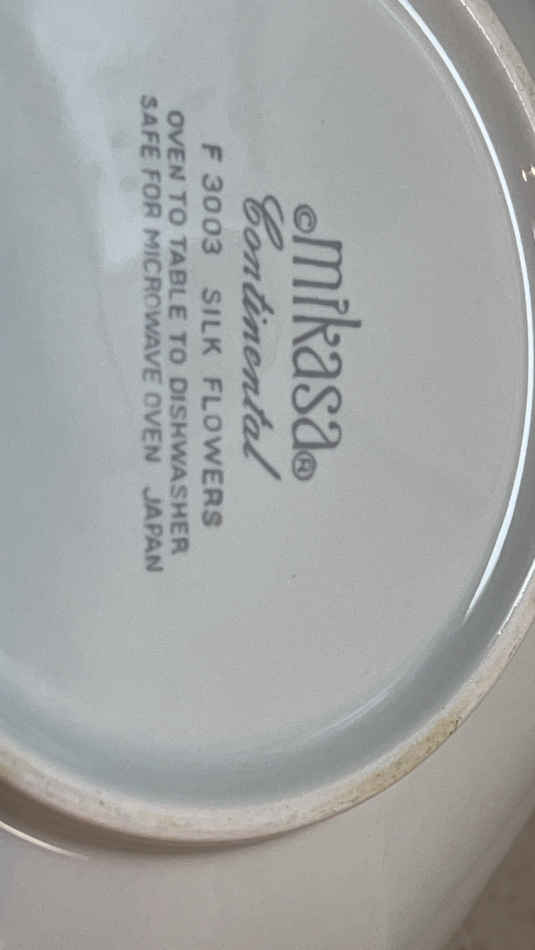 ©mikasa®
Continental
F 3003 SILK FLOWERS
OVEN TO TABLE TO DISHWASHER
SAFE FOR MICROWAVE OVEN JAPAN